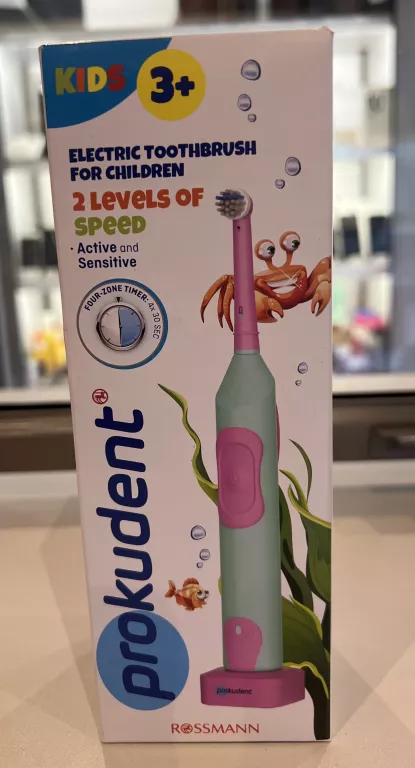 KIDS
3+
ELECTRIC TOOTHBRUSH
FOR CHILDREN
2 LEVELS OF
SPEED
· Active and
Sensitive
FOUR-ZONE TIMER: 4x 30 SEC
prokudent®
prokudent
ROSSMANN